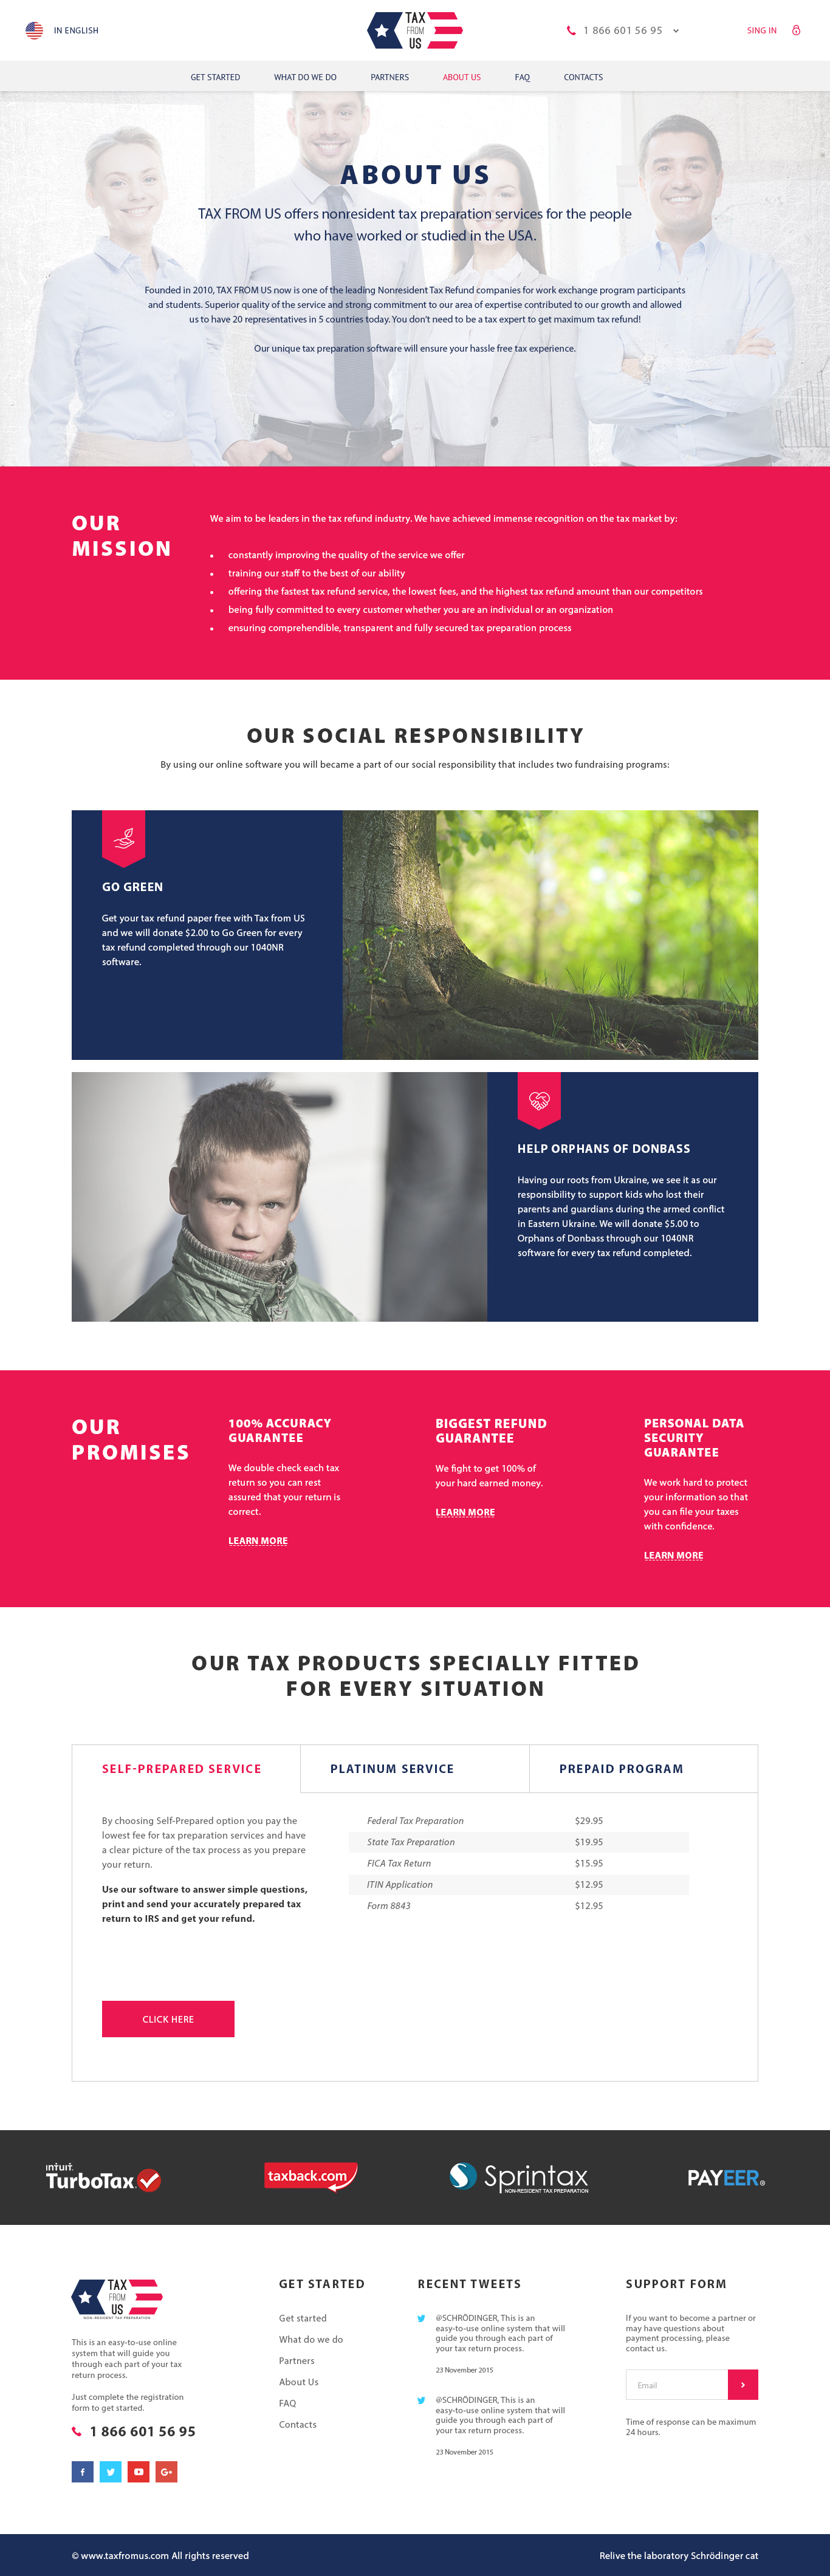 IN ENGLISH
TAX
FROM
US
1 866 601 56 95
SING IN
GET STARTED
WHAT DO WE DO
PARTNERS
ABOUT US
FAQ
CONTACTS
ABOUT US
TAX FROM US offers nonresident tax preparation services for the people
who have worked or studied in the USA.
Founded in 2010, TAX FROM US now is one of the leading Nonresident Tax Refund companies for work exchange program participants
and students. Superior quality of the service and strong commitment to our area of expertise contributed to our growth and allowed
us to have 20 representatives in 5 countries today. You don't need to be a tax expert to get maximum tax refund!
Our unique tax preparation software will ensure your hassle free tax experience.
OUR
MISSION
We aim to be leaders in the tax refund industry. We have achieved immense recognition on the tax market by:
• constantly improving the quality of the service we offer
• training our staff to the best of our ability
• offering the fastest tax refund service, the lowest fees, and the highest tax refund amount than our competitors
• being fully committed to every customer whether you are an individual or an organization
• ensuring comprehendible, transparent and fully secured tax preparation process
OUR SOCIAL RESPONSIBILITY
By using our online software you will became a part of our social responsibility that includes two fundraising programs:
GO GREEN
Get your tax refund paper free with Tax from US
and we will donate $2.00 to Go Green for every
tax refund completed through our 1040NR
software.
HELP ORPHANS OF DONBASS
Having our roots from Ukraine, we see it as our
responsibility to support kids who lost their
parents and guardians during the armed conflict
in Eastern Ukraine. We will donate $5.00 to
Orphans of Donbass through our 1040NR
software for every tax refund completed.
OUR
PROMISES
100% ACCURACY
GUARANTEE
We double check each tax
return so you can rest
assured that your return is
correct.
LEARN MORE
BIGGEST REFUND
GUARANTEE
We fight to get 100% of
your hard earned money.
LEARN MORE
PERSONAL DATA
SECURITY
GUARANTEE
We work hard to protect
your information so that
you can file your taxes
with confidence.
LEARN MORE
OUR TAX PRODUCTS SPECIALLY FITTED
FOR EVERY SITUATION
SELF-PREPARED SERVICE
PLATINUM SERVICE
PREPAID PROGRAM
By choosing Self-Prepared option you pay the
lowest fee for tax preparation services and have
a clear picture of the tax process as you prepare
your return.
Use our software to answer simple questions,
print and send your accurately prepared tax
return to IRS and get your refund.
Federal Tax Preparation $29.95
State Tax Preparation $19.95
FICA Tax Return $15.95
ITIN Application $12.95
Form 8843 $12.95
CLICK HERE
intuit.
TurboTax
taxback.com
Sprintax
NON-RESIDENT TAX PREPARATION
PAYEER®
TAX
FROM
US
NON-RESIDENT TAX PREPARATION
This is an easy-to-use online
system that will guide you
through each part of your tax
return process.
Just complete the registration
form to get started.
1 866 601 56 95
f
G+
GET STARTED
Get started
What do we do
Partners
About Us
FAQ
Contacts
RECENT TWEETS
@SCHRÖDINGER, This is an
easy-to-use online system that will
guide you through each part of
your tax return process.
23 November 2015
@SCHRÖDINGER, This is an
easy-to-use online system that will
guide you through each part of
your tax return process.
23 November 2015
SUPPORT FORM
If you want to become a partner or
may have questions about
payment processing, please
contact us.
Email
Time of response can be maximum
24 hours.
© www.taxfromus.com All rights reserved
Relive the laboratory Schrödinger cat